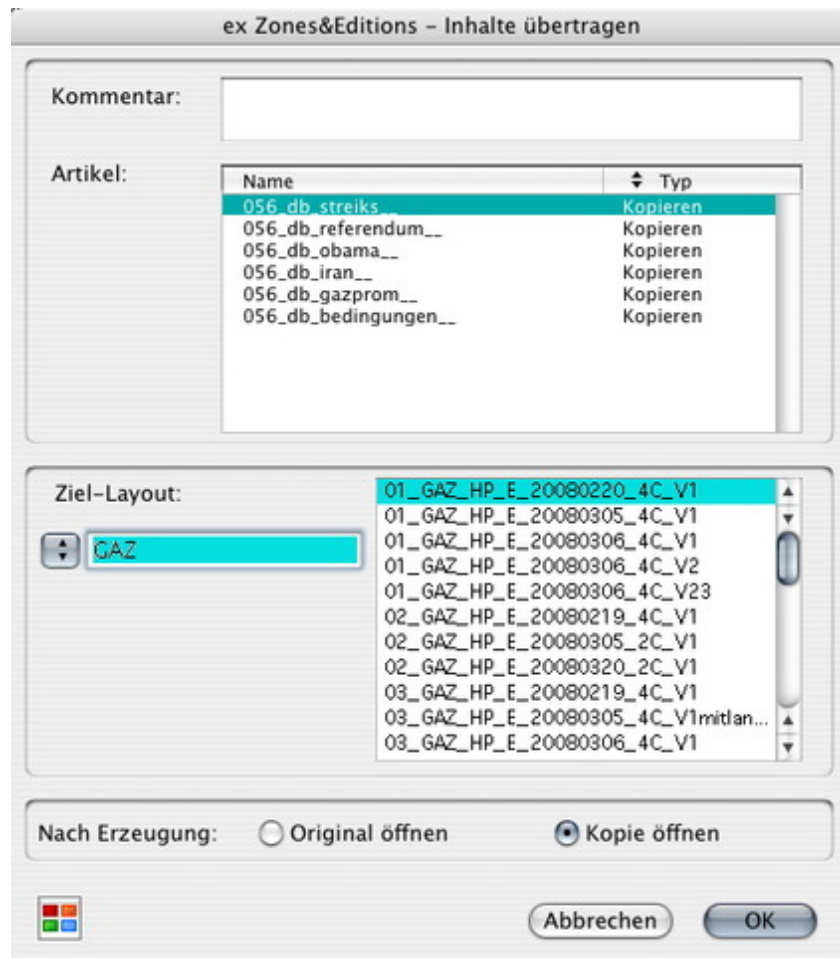 ex Zones&Editions – Inhalte übertragen
Kommentar:
Artikel:
Name Typ
056_db_streiks__ Kopieren
056_db_referendum__ Kopieren
056_db_obama__ Kopieren
056_db_iran__ Kopieren
056_db_gazprom__ Kopieren
056_db_bedingungen__ Kopieren
Ziel-Layout:
GAZ
01_GAZ_HP_E_20080220_4C_V1
01_GAZ_HP_E_20080305_4C_V1
01_GAZ_HP_E_20080306_4C_V1
01_GAZ_HP_E_20080306_4C_V2
01_GAZ_HP_E_20080306_4C_V23
02_GAZ_HP_E_20080219_4C_V1
02_GAZ_HP_E_20080305_2C_V1
02_GAZ_HP_E_20080320_2C_V1
03_GAZ_HP_E_20080219_4C_V1
03_GAZ_HP_E_20080305_4C_V1mitlan...
03_GAZ_HP_E_20080306_4C_V1
Nach Erzeugung: Original öffnen Kopie öffnen
Abbrechen OK